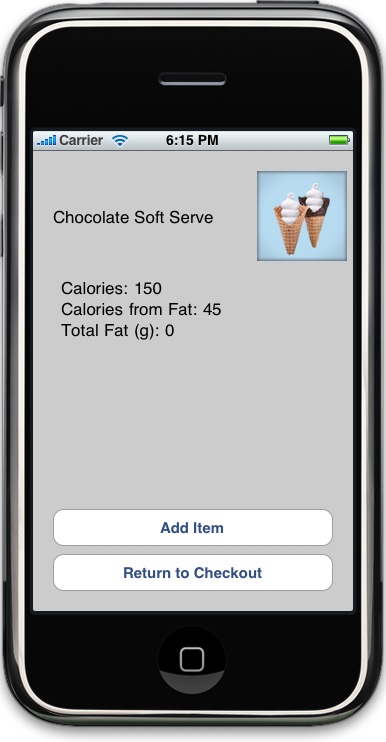 Carrier 6:15 PM
Chocolate Soft Serve
Calories: 150
Calories from Fat: 45
Total Fat (g): 0
Add Item
Return to Checkout